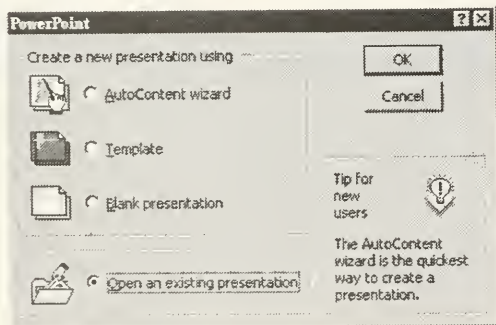 PowerPoint
Create a new presentation using
OK
AutoContent wizard
Cancel
Template
Blank presentation
Tip for
new
users
Open an existing presentation
The AutoContent
wizard is the quickest
way to create a
presentation.